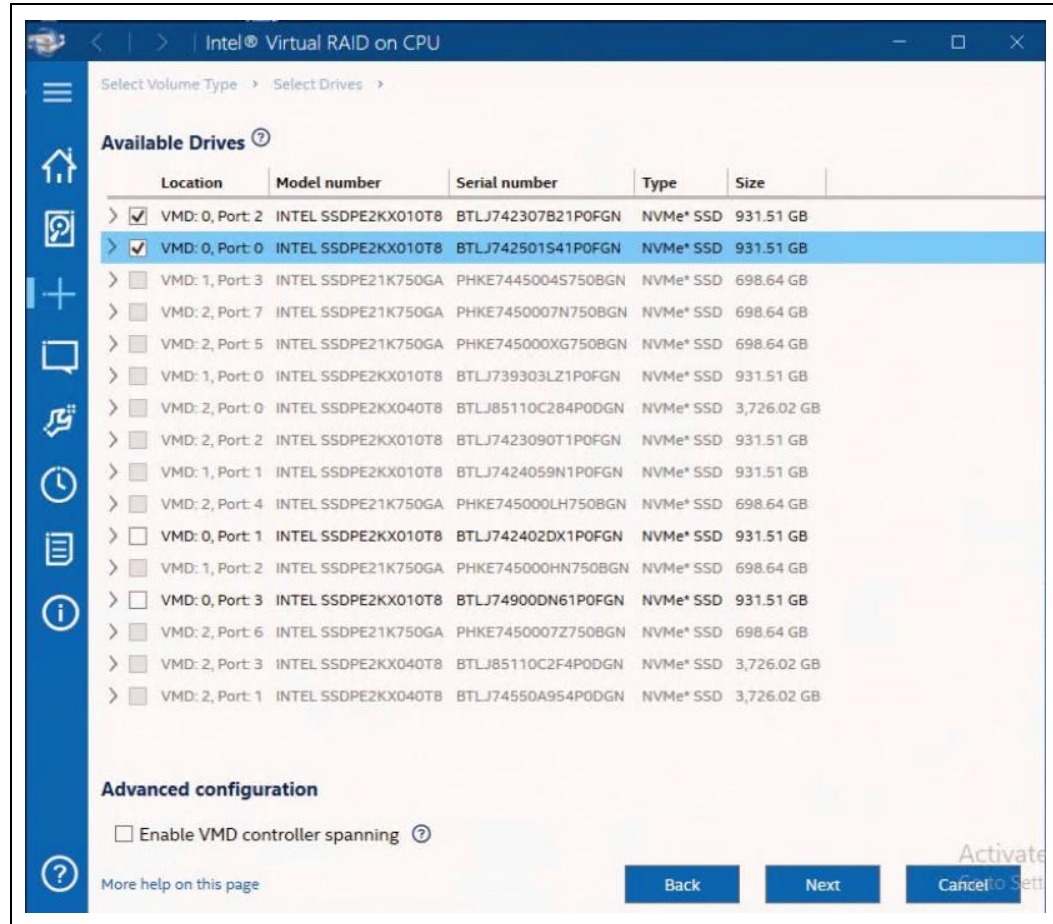 Intel® Virtual RAID on CPU
Select Volume Type > Select Drives >
Available Drives ?
Location Model number Serial number Type Size
VMD: 0, Port: 2 INTEL SSDPE2KX010T8 BTLJ742307B21P0FGN NVMe* SSD 931.51 GB
VMD: 0, Port: 0 INTEL SSDPE2KX010T8 BTLJ742501S41P0FGN NVMe* SSD 931.51 GB
VMD: 1, Port: 3 INTEL SSDPE21K750GA PHKE7445004S750BGN NVMe* SSD 698.64 GB
VMD: 2, Port: 7 INTEL SSDPE21K750GA PHKE7450007N750BGN NVMe* SSD 698.64 GB
VMD: 2, Port: 5 INTEL SSDPE21K750GA PHKE745000XG750BGN NVMe* SSD 698.64 GB
VMD: 1, Port: 0 INTEL SSDPE2KX010T8 BTLJ739303LZ1P0FGN NVMe* SSD 931.51 GB
VMD: 2, Port: 0 INTEL SSDPE2KX040T8 BTLJ85110C284P0DGN NVMe* SSD 3,726.02 GB
VMD: 2, Port: 2 INTEL SSDPE2KX010T8 BTLJ7423090T1P0FGN NVMe* SSD 931.51 GB
VMD: 1, Port: 1 INTEL SSDPE2KX010T8 BTLJ7424059N1P0FGN NVMe* SSD 931.51 GB
VMD: 2, Port: 4 INTEL SSDPE21K750GA PHKE745000LH750BGN NVMe* SSD 698.64 GB
VMD: 0, Port: 1 INTEL SSDPE2KX010T8 BTLJ742402DX1P0FGN NVMe* SSD 931.51 GB
VMD: 1, Port: 2 INTEL SSDPE21K750GA PHKE745000HN750BGN NVMe* SSD 698.64 GB
VMD: 0, Port: 3 INTEL SSDPE2KX010T8 BTLJ74900DN61P0FGN NVMe* SSD 931.51 GB
VMD: 2, Port: 6 INTEL SSDPE21K750GA PHKE7450007Z750BGN NVMe* SSD 698.64 GB
VMD: 2, Port: 3 INTEL SSDPE2KX040T8 BTLJ85110C2F4P0DGN NVMe* SSD 3,726.02 GB
VMD: 2, Port: 1 INTEL SSDPE2KX040T8 BTLJ74550A954P0DGN NVMe* SSD 3,726.02 GB
Advanced configuration
Enable VMD controller spanning ?
Activate
? More help on this page Back Next Cancel to Sett